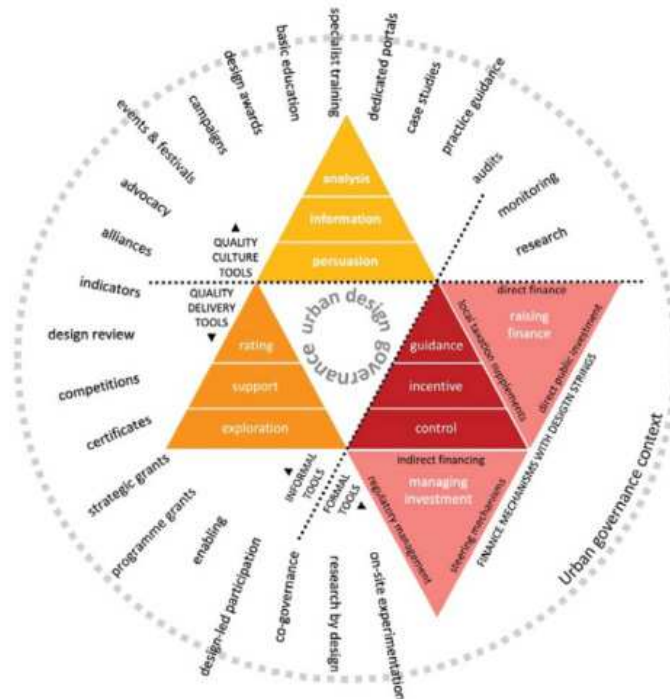 specialist training
dedicated portals
case studies
practice guidance
audits
monitoring
research
basic education
design awards
campaigns
events & festivals
advocacy
alliances
indicators
design review
competitions
certificates
strategic grants
programme grants
enabling
design-led participation
co-governance
research by design
on-site experimentation
analysis
information
persuasion
QUALITY
CULTURE
TOOLS
QUALITY
DELIVERY
TOOLS
urban design governance
rating
support
exploration
guidance
incentive
control
direct finance
raising
finance
local taxation supplements
direct public investment
indirect financing
managing
investment
regulatory management
steering mechanisms
FINANCE MECHANISMS WITH DESIGTN STRINGS
INFORMAL
TOOLS
FORMAL
TOOLS
Urban governance context